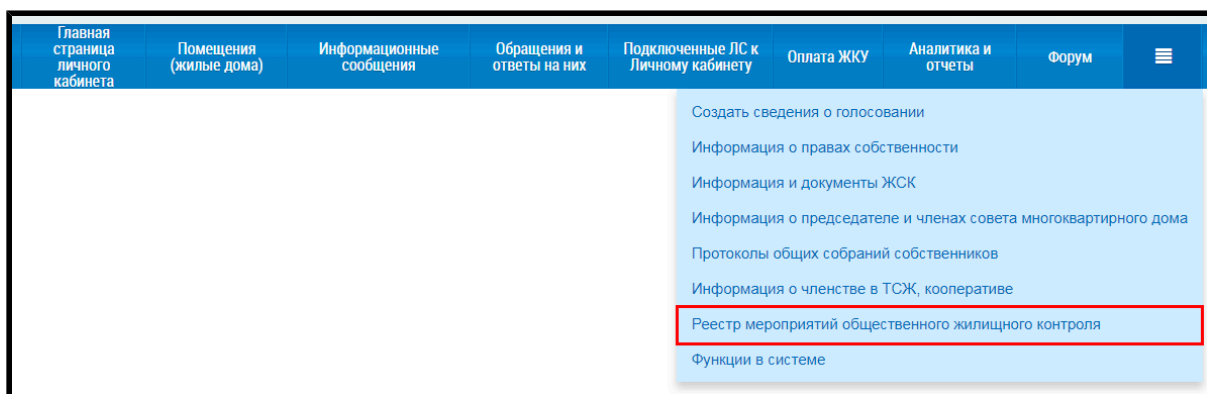 Главная
страница
личного
кабинета
Помещения
(жилые дома)
Информационные
сообщения
Обращения и
ответы на них
Подключенные ЛС к
Личному кабинету
Оплата ЖКУ
Аналитика и
отчеты
Форум
Создать сведения о голосовании
Информация о правах собственности
Информация и документы ЖСК
Информация о председателе и членах совета многоквартирного дома
Протоколы общих собраний собственников
Информация о членстве в ТСЖ, кооперативе
Реестр мероприятий общественного жилищного контроля
Функции в системе